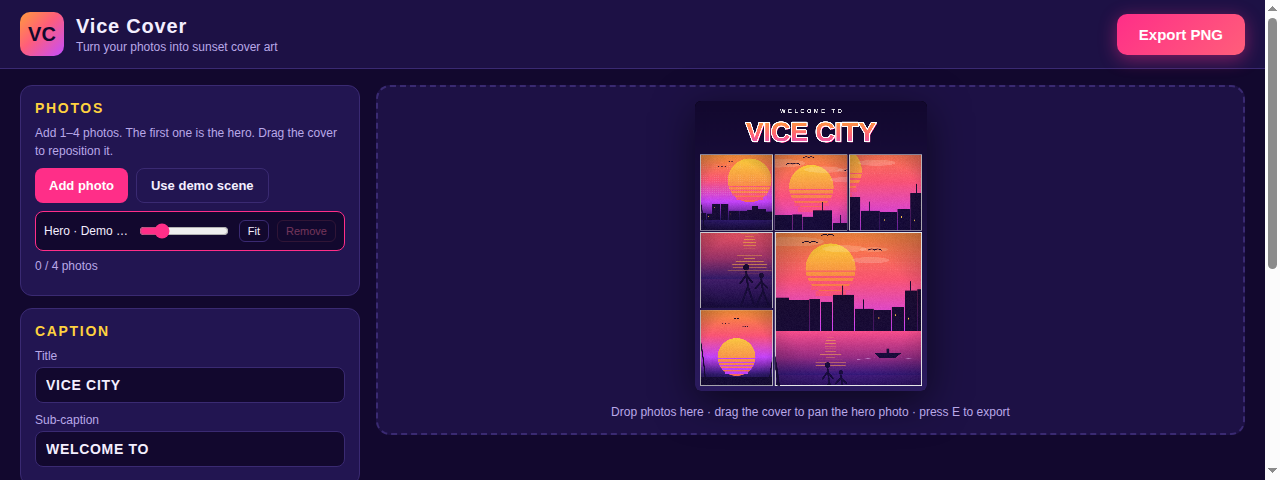 VC
Vice Cover
Turn your photos into sunset cover art
Export PNG
PHOTOS
Add 1–4 photos. The first one is the hero. Drag the cover
to reposition it.
Add photo
Use demo scene
Hero · Demo …
Fit
Remove
0 / 4 photos
CAPTION
Title
VICE CITY
Sub-caption
WELCOME TO
WELCOME TO
VICE CITY
Drop photos here · drag the cover to pan the hero photo · press E to export